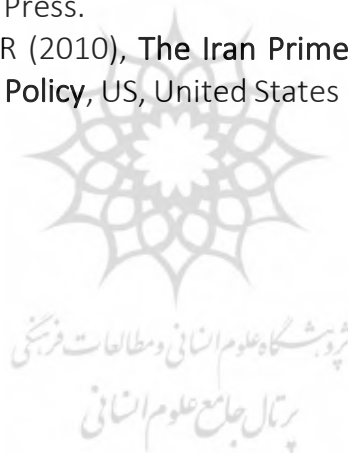 Press.
R (2010), The Iran Prime
Policy, US, United States
پژوهشگاه علوم انسانی و مطالعات فرهنگی
پرتال جامع علوم انسانی